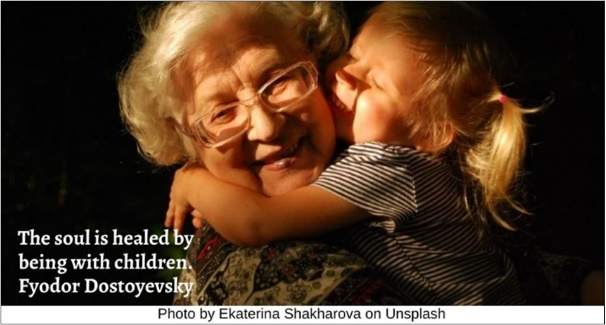 The soul is healed by
being with children.
Fyodor Dostoyevsky
Photo by Ekaterina Shakharova on Unsplash